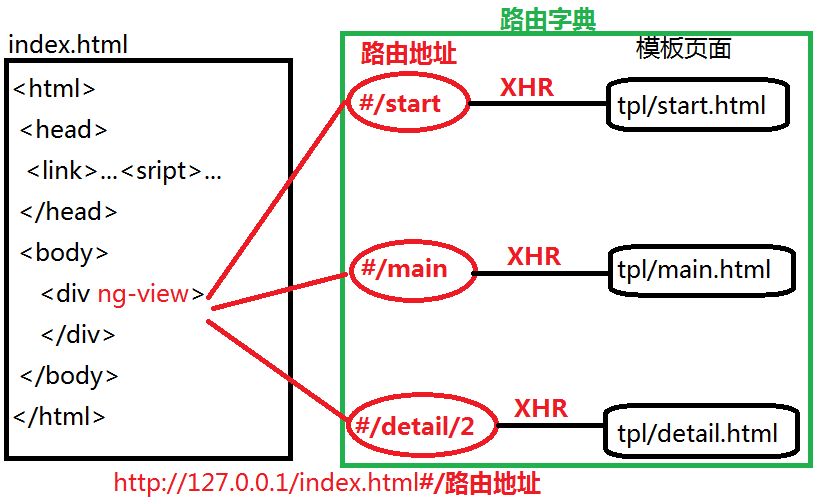 路由字典
index.html
路由地址
模板页面
<html>
<head>
<link>...<sript>...
</head>
<body>
<div ng-view>
</div>
</body>
</html>
#/start
XHR
tpl/start.html
#/main
XHR
tpl/main.html
#/detail/2
XHR
tpl/detail.html
http://127.0.0.1/index.html#/路由地址